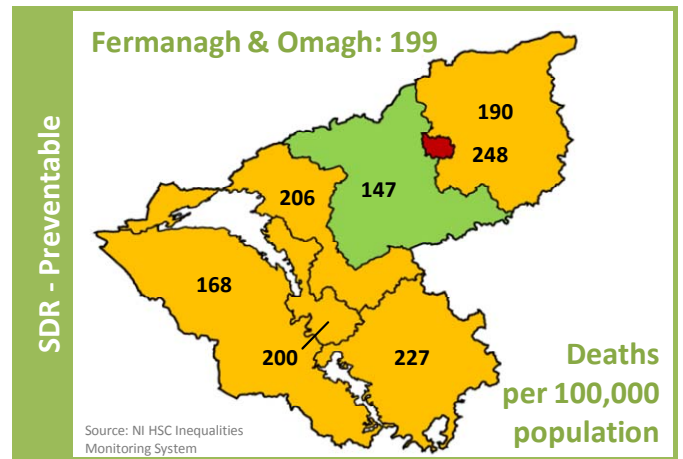 SDR - Preventable
Fermanagh & Omagh: 199
190
248
147
206
168
200
227
Deaths
per 100,000
population
Source: NI HSC Inequalities
Monitoring System